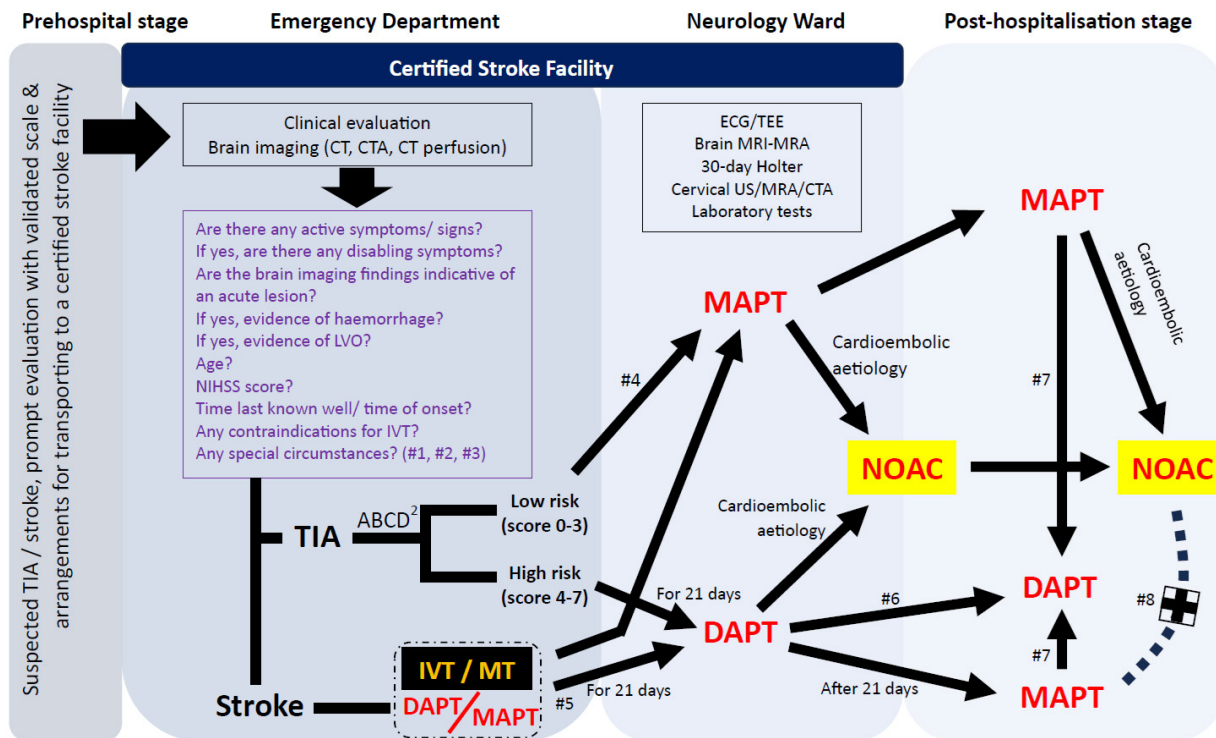 Prehospital stage
Emergency Department
Neurology Ward
Post-hospitalisation stage
Certified Stroke Facility
Suspected TIA / stroke, prompt evaluation with validated scale &
arrangements for transporting to a certified stroke facility
Clinical evaluation
Brain imaging (CT, CTA, CT perfusion)
Are there any active symptoms/ signs?
If yes, are there any disabling symptoms?
Are the brain imaging findings indicative of
an acute lesion?
If yes, evidence of haemorrhage?
If yes, evidence of LVO?
Age?
NIHSS score?
Time last known well/ time of onset?
Any contraindications for IVT?
Any special circumstances? (#1, #2, #3)
TIA
ABCD²
Low risk
(score 0-3)
High risk
(score 4-7)
Stroke
IVT / MT
DAPT/MAPT
#4
#5
For 21 days
For 21 days
ECG/TEE
Brain MRI-MRA
30-day Holter
Cervical US/MRA/CTA
Laboratory tests
MAPT
Cardioembolic
aetiology
NOAC
Cardioembolic
aetiology
DAPT
#6
After 21 days
MAPT
Cardioembolic
aetiology
#7
NOAC
DAPT
#8
#7
MAPT